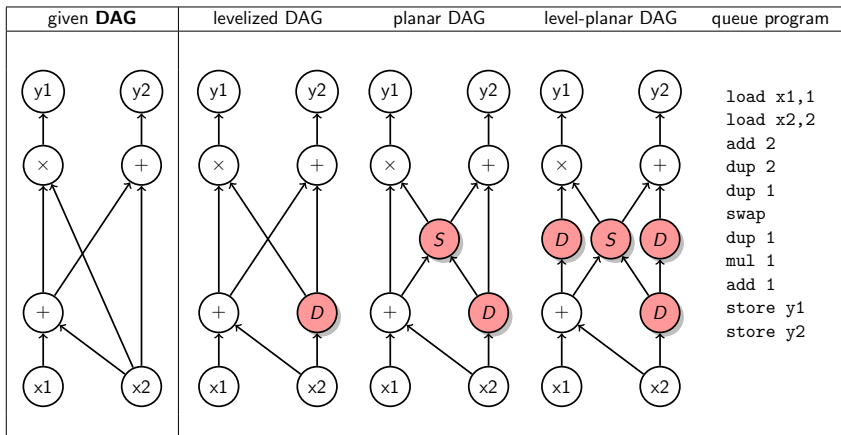 given DAG levelized DAG planar DAG level-planar DAG queue program
y1 y2 y1 y2 y1 y2 y1 y2
load x1,1
load x2,2
add 2
× + × + × + × +
dup 2
dup 1
swap
S D S D
dup 1
mul 1
add 1
+ + D + D + D
store y1
store y2
x1 x2 x1 x2 x1 x2 x1 x2